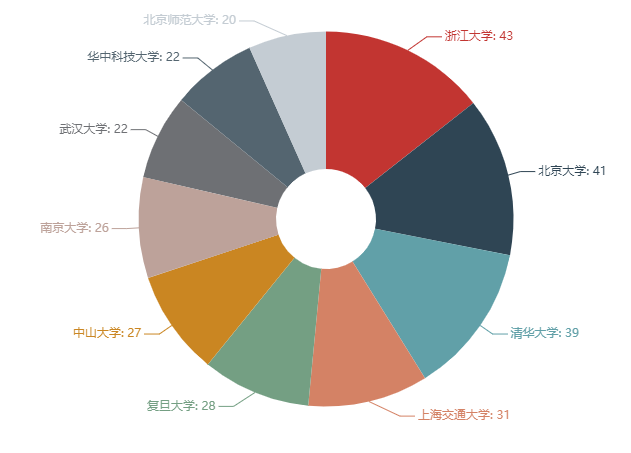 北京师范大学: 20
浙江大学: 43
华中科技大学: 22
武汉大学: 22
北京大学: 41
南京大学: 26
中山大学: 27
清华大学: 39
复旦大学: 28
上海交通大学: 31